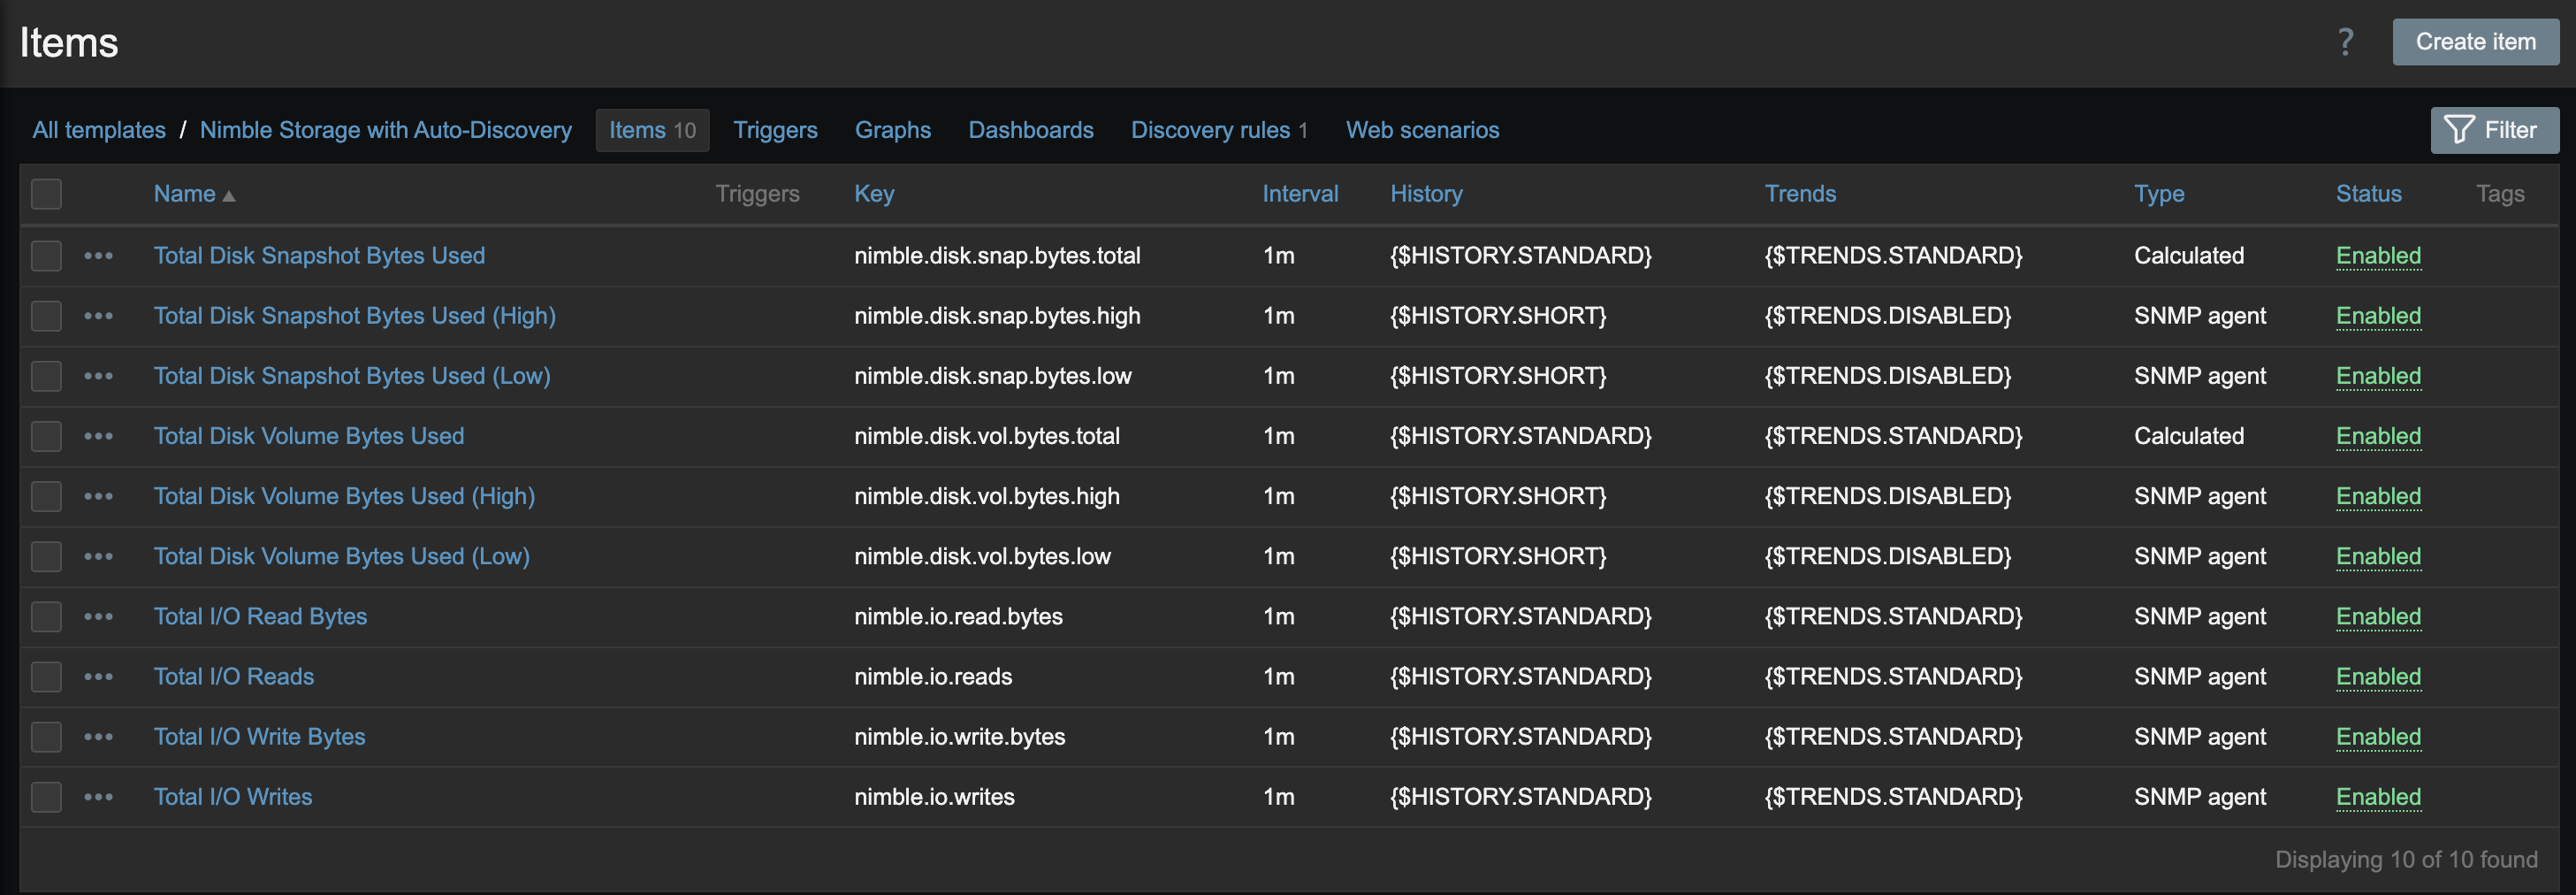 Items
? Create item
All templates / Nimble Storage with Auto-Discovery Items 10 Triggers Graphs Dashboards Discovery rules 1 Web scenarios Filter
Name Triggers Key Interval History Trends Type Status Tags
Total Disk Snapshot Bytes Used nimble.disk.snap.bytes.total 1m {$HISTORY.STANDARD} {$TRENDS.STANDARD} Calculated Enabled
Total Disk Snapshot Bytes Used (High) nimble.disk.snap.bytes.high 1m {$HISTORY.SHORT} {$TRENDS.DISABLED} SNMP agent Enabled
Total Disk Snapshot Bytes Used (Low) nimble.disk.snap.bytes.low 1m {$HISTORY.SHORT} {$TRENDS.DISABLED} SNMP agent Enabled
Total Disk Volume Bytes Used nimble.disk.vol.bytes.total 1m {$HISTORY.STANDARD} {$TRENDS.STANDARD} Calculated Enabled
Total Disk Volume Bytes Used (High) nimble.disk.vol.bytes.high 1m {$HISTORY.SHORT} {$TRENDS.DISABLED} SNMP agent Enabled
Total Disk Volume Bytes Used (Low) nimble.disk.vol.bytes.low 1m {$HISTORY.SHORT} {$TRENDS.DISABLED} SNMP agent Enabled
Total I/O Read Bytes nimble.io.read.bytes 1m {$HISTORY.STANDARD} {$TRENDS.STANDARD} SNMP agent Enabled
Total I/O Reads nimble.io.reads 1m {$HISTORY.STANDARD} {$TRENDS.STANDARD} SNMP agent Enabled
Total I/O Write Bytes nimble.io.write.bytes 1m {$HISTORY.STANDARD} {$TRENDS.STANDARD} SNMP agent Enabled
Total I/O Writes nimble.io.writes 1m {$HISTORY.STANDARD} {$TRENDS.STANDARD} SNMP agent Enabled
Displaying 10 of 10 found